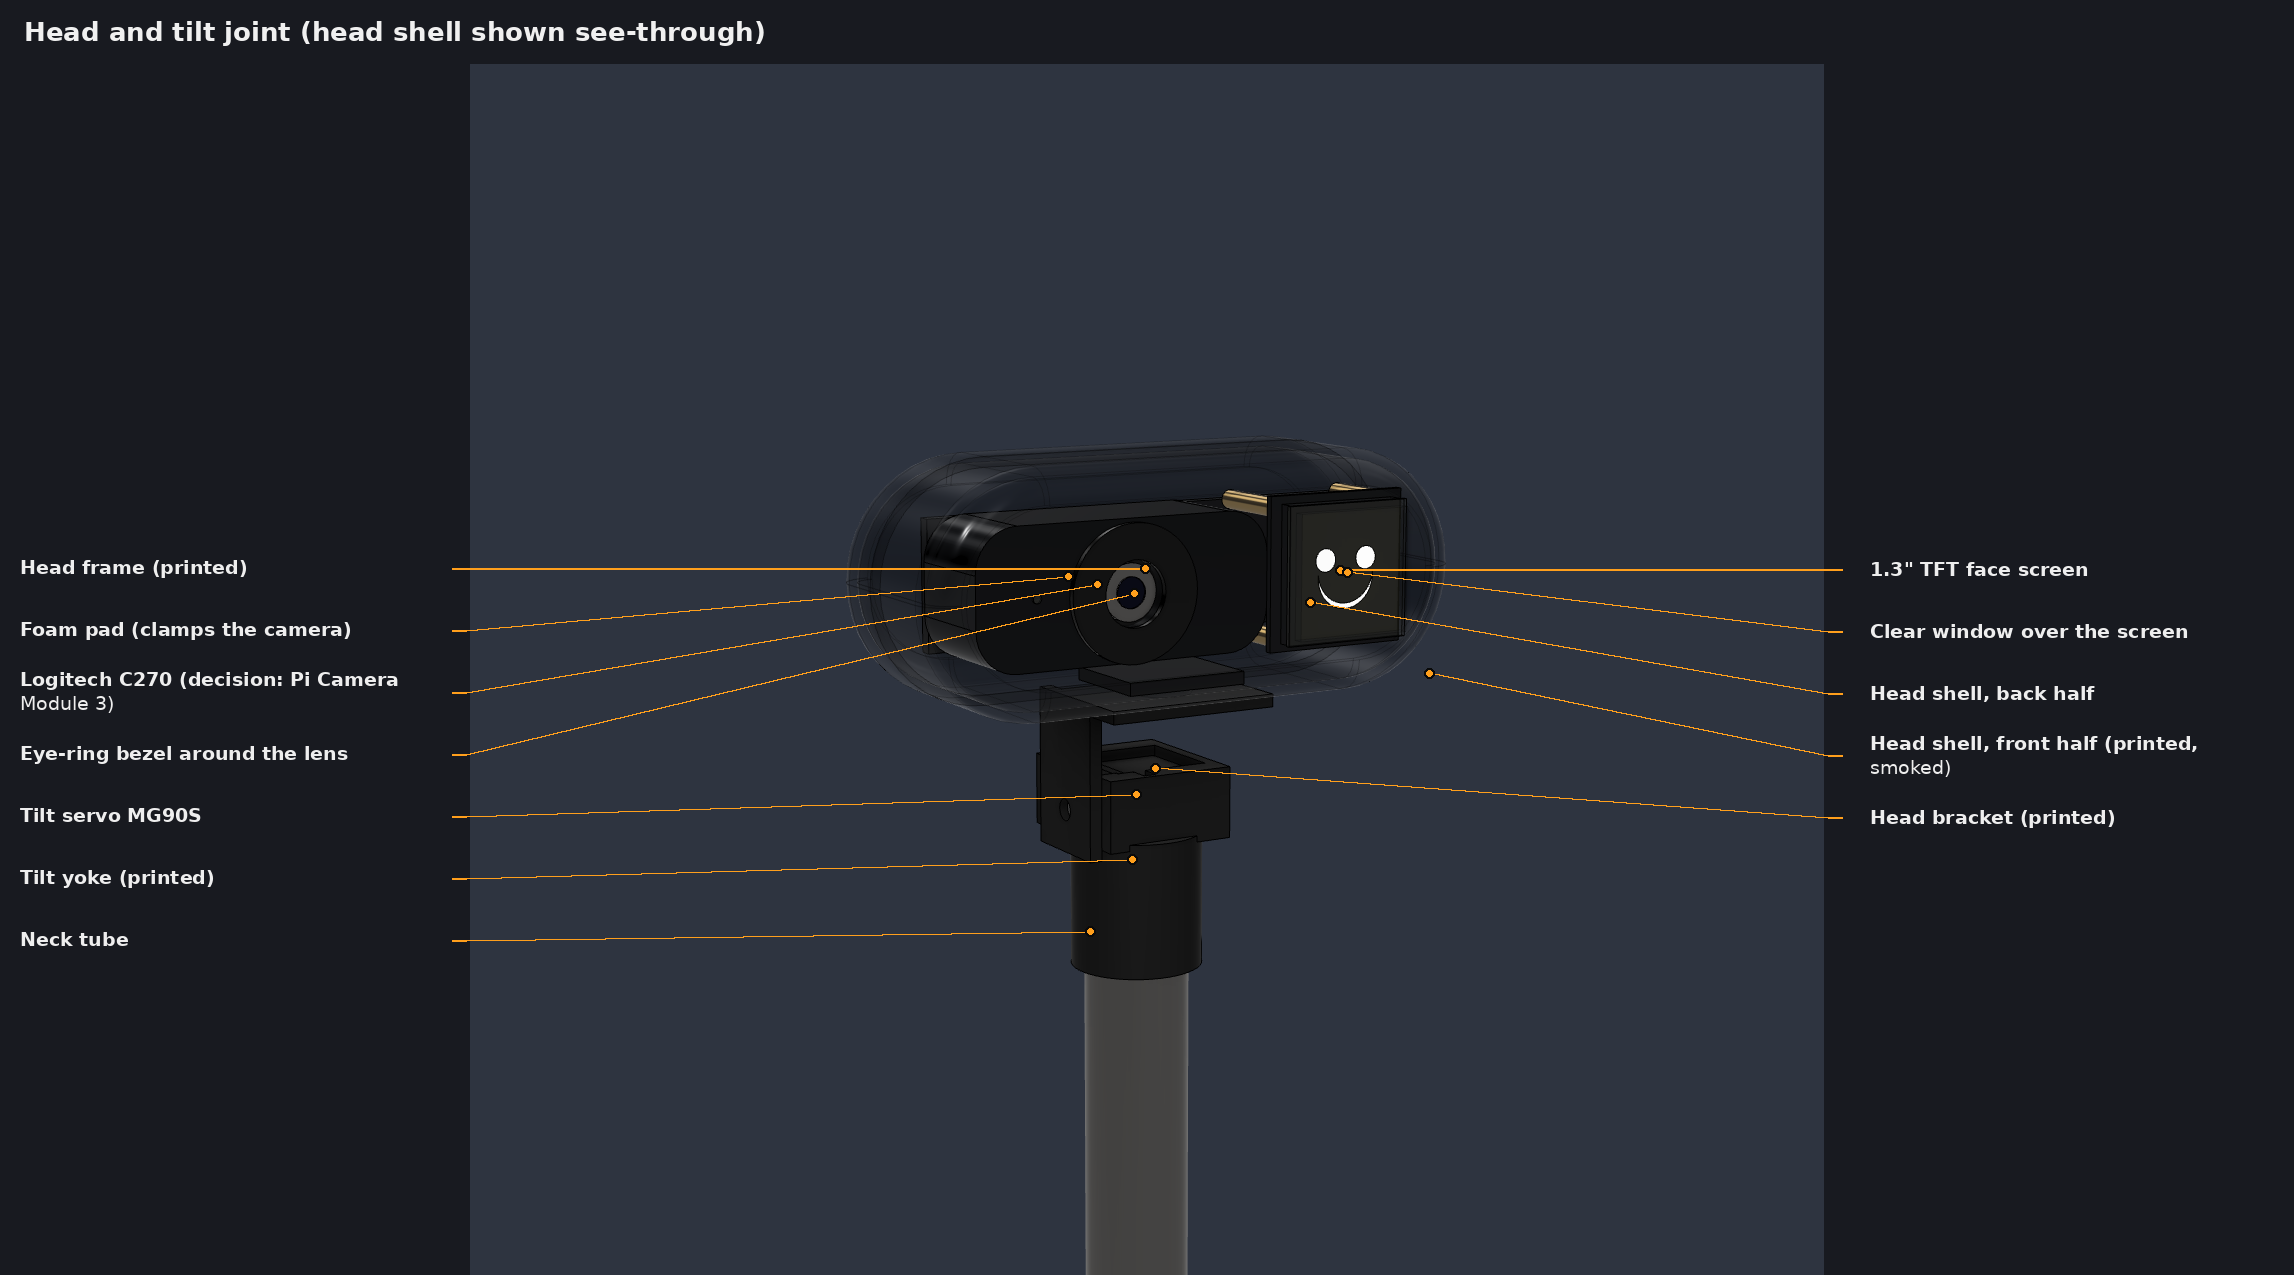 Head and tilt joint (head shell shown see-through)
Head frame (printed)
Foam pad (clamps the camera)
Logitech C270 (decision: Pi Camera
Module 3)
Eye-ring bezel around the lens
Tilt servo MG90S
Tilt yoke (printed)
Neck tube
1.3" TFT face screen
Clear window over the screen
Head shell, back half
Head shell, front half (printed,
smoked)
Head bracket (printed)